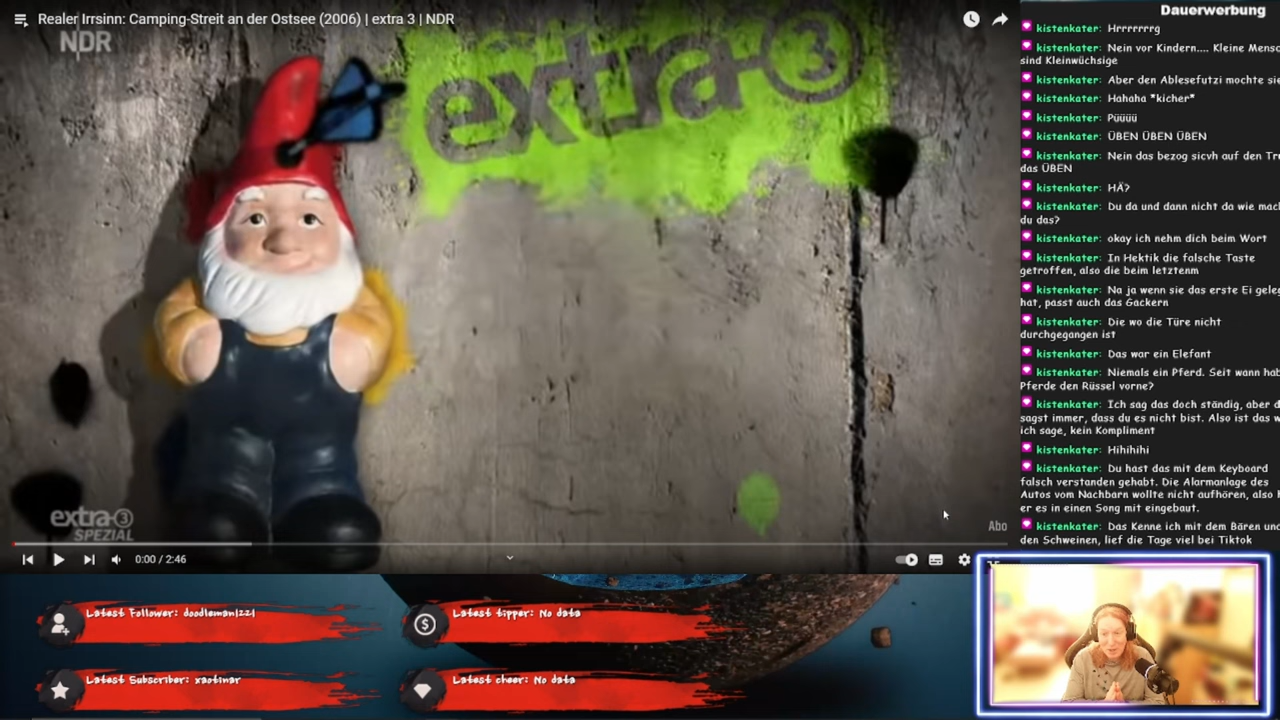 Realer Irrsinn: Camping-Streit an der Ostsee (2006) | extra 3 | NDR
NDR
extra 3
extra 3
SPEZIAL
Abo
0:00 / 2:46
Dauerwerbung
kistenkater: Hrrrrrrrg
kistenkater: Nein vor Kindern.... Kleine Mens
sind Kleinwüchsige
kistenkater: Aber den Ablesefutzi mochte si
kistenkater: Hahaha *kicher*
kistenkater: Püüüü
kistenkater: ÜBEN ÜBEN ÜBEN
kistenkater: Nein das bezog sicvh auf den Tr
das ÜBEN
kistenkater: HÄ?
kistenkater: Du da und dann nicht da wie mac
du das?
kistenkater: okay ich nehm dich beim Wort
kistenkater: In Hektik die falsche Taste
getroffen, also die beim letztenm
kistenkater: Na ja wenn sie das erste Ei geleg
hat, passt auch das Gackern
kistenkater: Die wo die Türe nicht
durchgegangen ist
kistenkater: Das war ein Elefant
kistenkater: Niemals ein Pferd. Seit wann hab
Pferde den Rüssel vorne?
kistenkater: Ich sag das doch ständig, aber d
sagst immer, dass du es nicht bist. Also ist das w
ich sage, kein Kompliment
kistenkater: Hihihihi
kistenkater: Du hast das mit dem Keyboard
falsch verstanden gehabt. Die Alarmanlage des
Autos vom Nachbarn wollte nicht aufhören, also h
er es in einen Song mit eingebaut.
kistenkater: Das Kenne ich mit dem Bären und
den Schweinen, lief die Tage viel bei Tiktok
Latest Follower: doodleman1221
Latest tipper: No data
Latest Subscriber: xaotinar
Latest cheer: No data